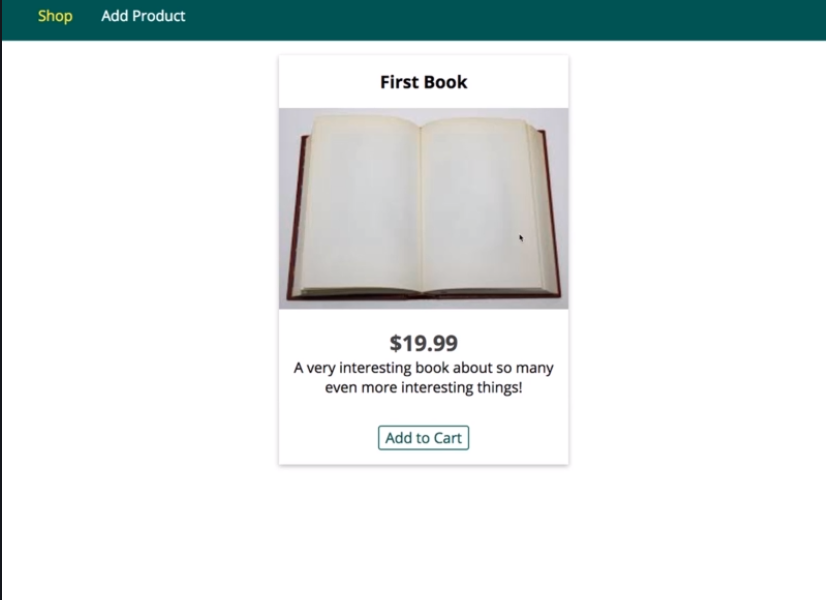 Shop Add Product
First Book
$19.99
A very interesting book about so many
even more interesting things!
Add to Cart